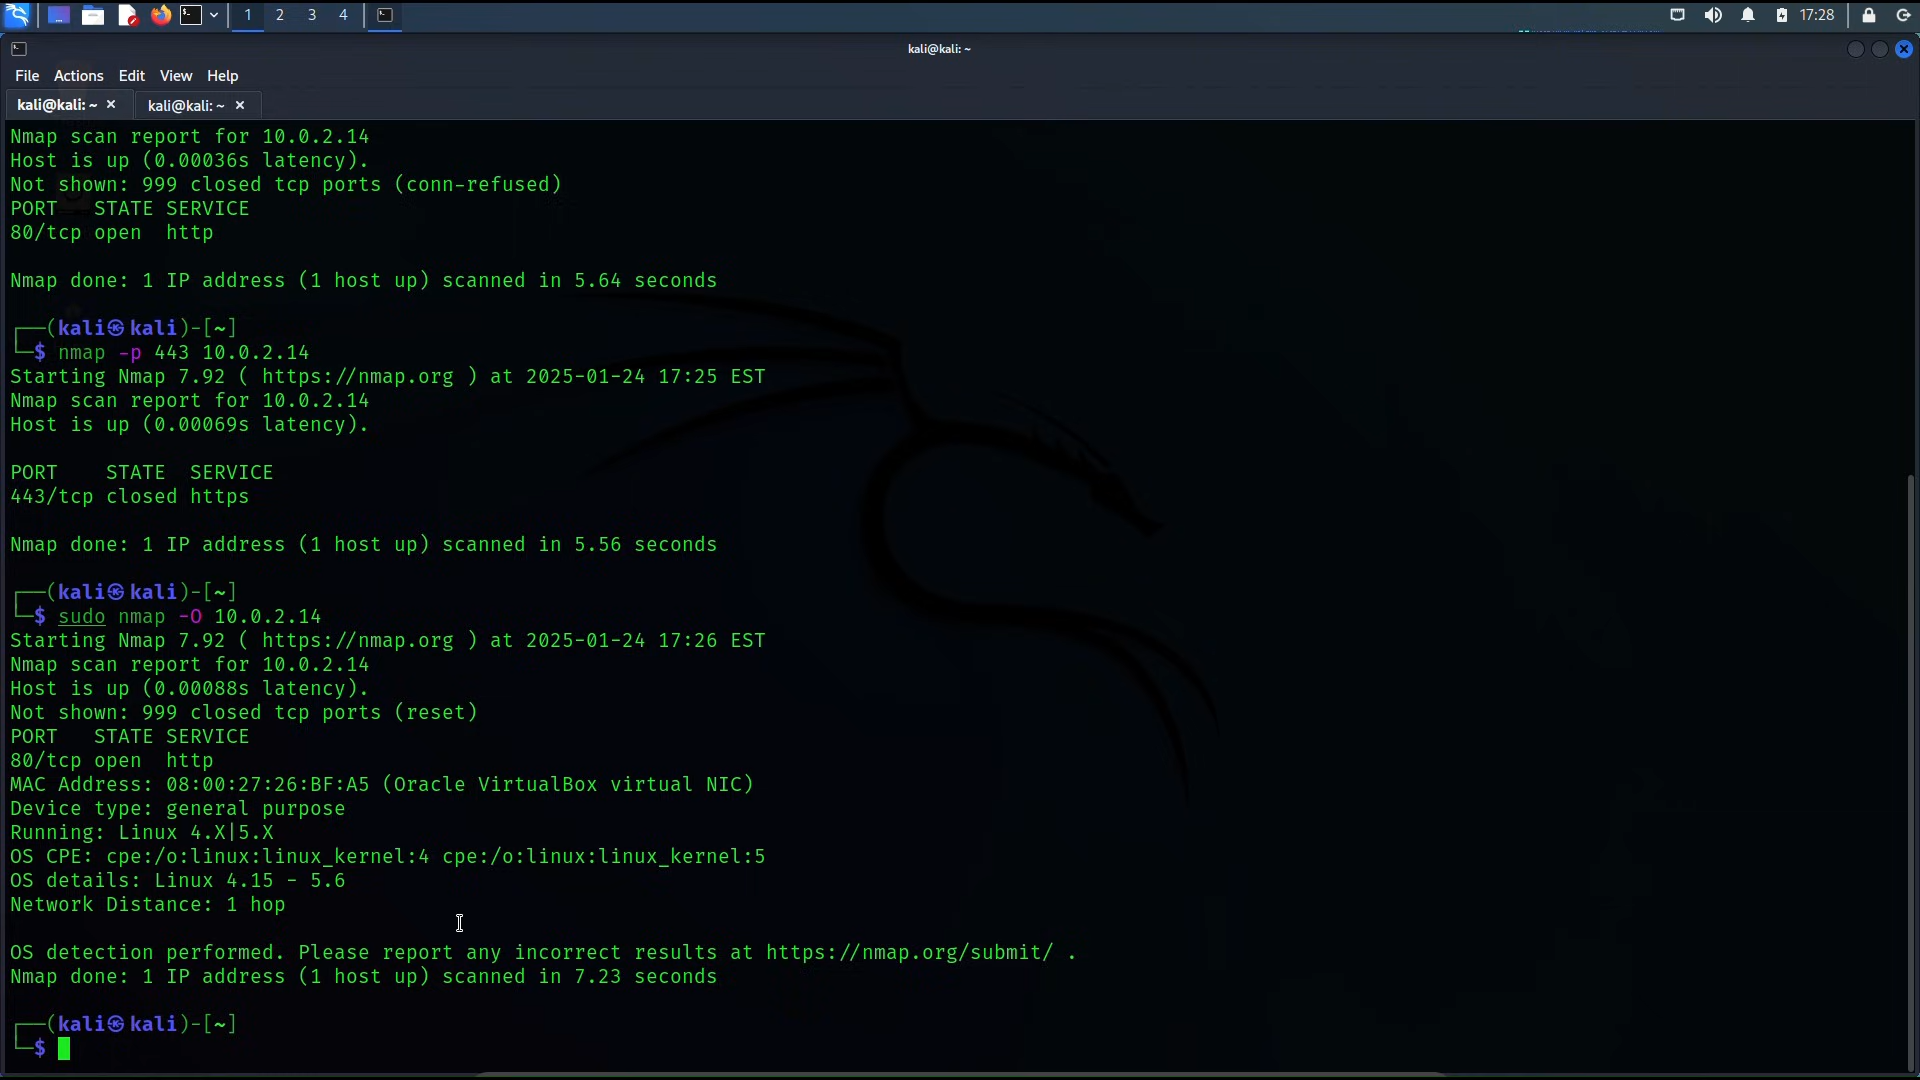 1 2 3 4 17:28
kali@kali: ~
File Actions Edit View Help
kali@kali: ~ × kali@kali: ~ ×
Nmap scan report for 10.0.2.14
Host is up (0.00036s latency).
Not shown: 999 closed tcp ports (conn-refused)
PORT   STATE SERVICE
80/tcp open  http
Nmap done: 1 IP address (1 host up) scanned in 5.64 seconds
┌──(kali㉿kali)-[~]
└─$ nmap -p 443 10.0.2.14
Starting Nmap 7.92 ( https://nmap.org ) at 2025-01-24 17:25 EST
Nmap scan report for 10.0.2.14
Host is up (0.00069s latency).
PORT    STATE  SERVICE
443/tcp closed https
Nmap done: 1 IP address (1 host up) scanned in 5.56 seconds
┌──(kali㉿kali)-[~]
└─$ sudo nmap -O 10.0.2.14
Starting Nmap 7.92 ( https://nmap.org ) at 2025-01-24 17:26 EST
Nmap scan report for 10.0.2.14
Host is up (0.00088s latency).
Not shown: 999 closed tcp ports (reset)
PORT   STATE SERVICE
80/tcp open  http
MAC Address: 08:00:27:26:BF:A5 (Oracle VirtualBox virtual NIC)
Device type: general purpose
Running: Linux 4.X|5.X
OS CPE: cpe:/o:linux:linux_kernel:4 cpe:/o:linux:linux_kernel:5
OS details: Linux 4.15 - 5.6
Network Distance: 1 hop
OS detection performed. Please report any incorrect results at https://nmap.org/submit/ .
Nmap done: 1 IP address (1 host up) scanned in 7.23 seconds
┌──(kali㉿kali)-[~]
└─$